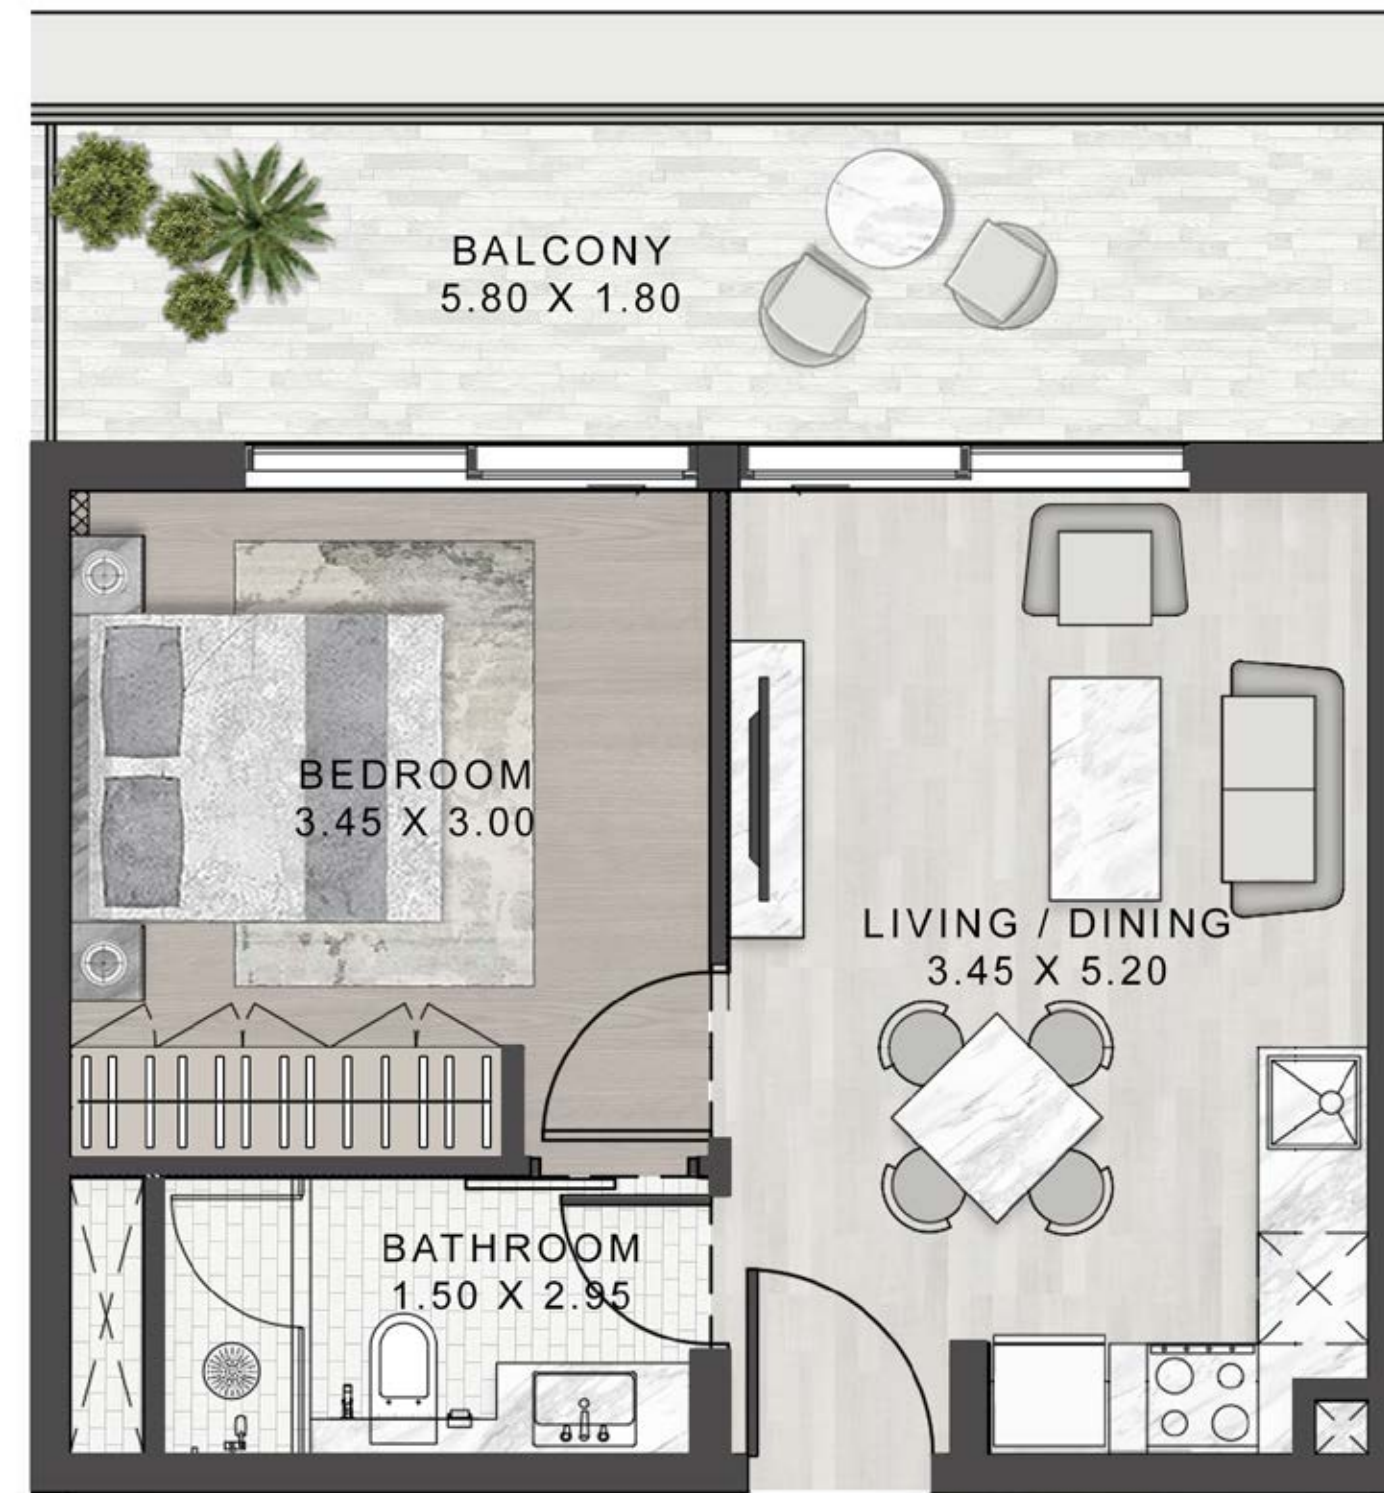 BALCONY
5.80 X 1.80
BEDROOM
3.45 X 3.00
LIVING / DINING
3.45 X 5.20
BATHROOM
1.50 X 2.95